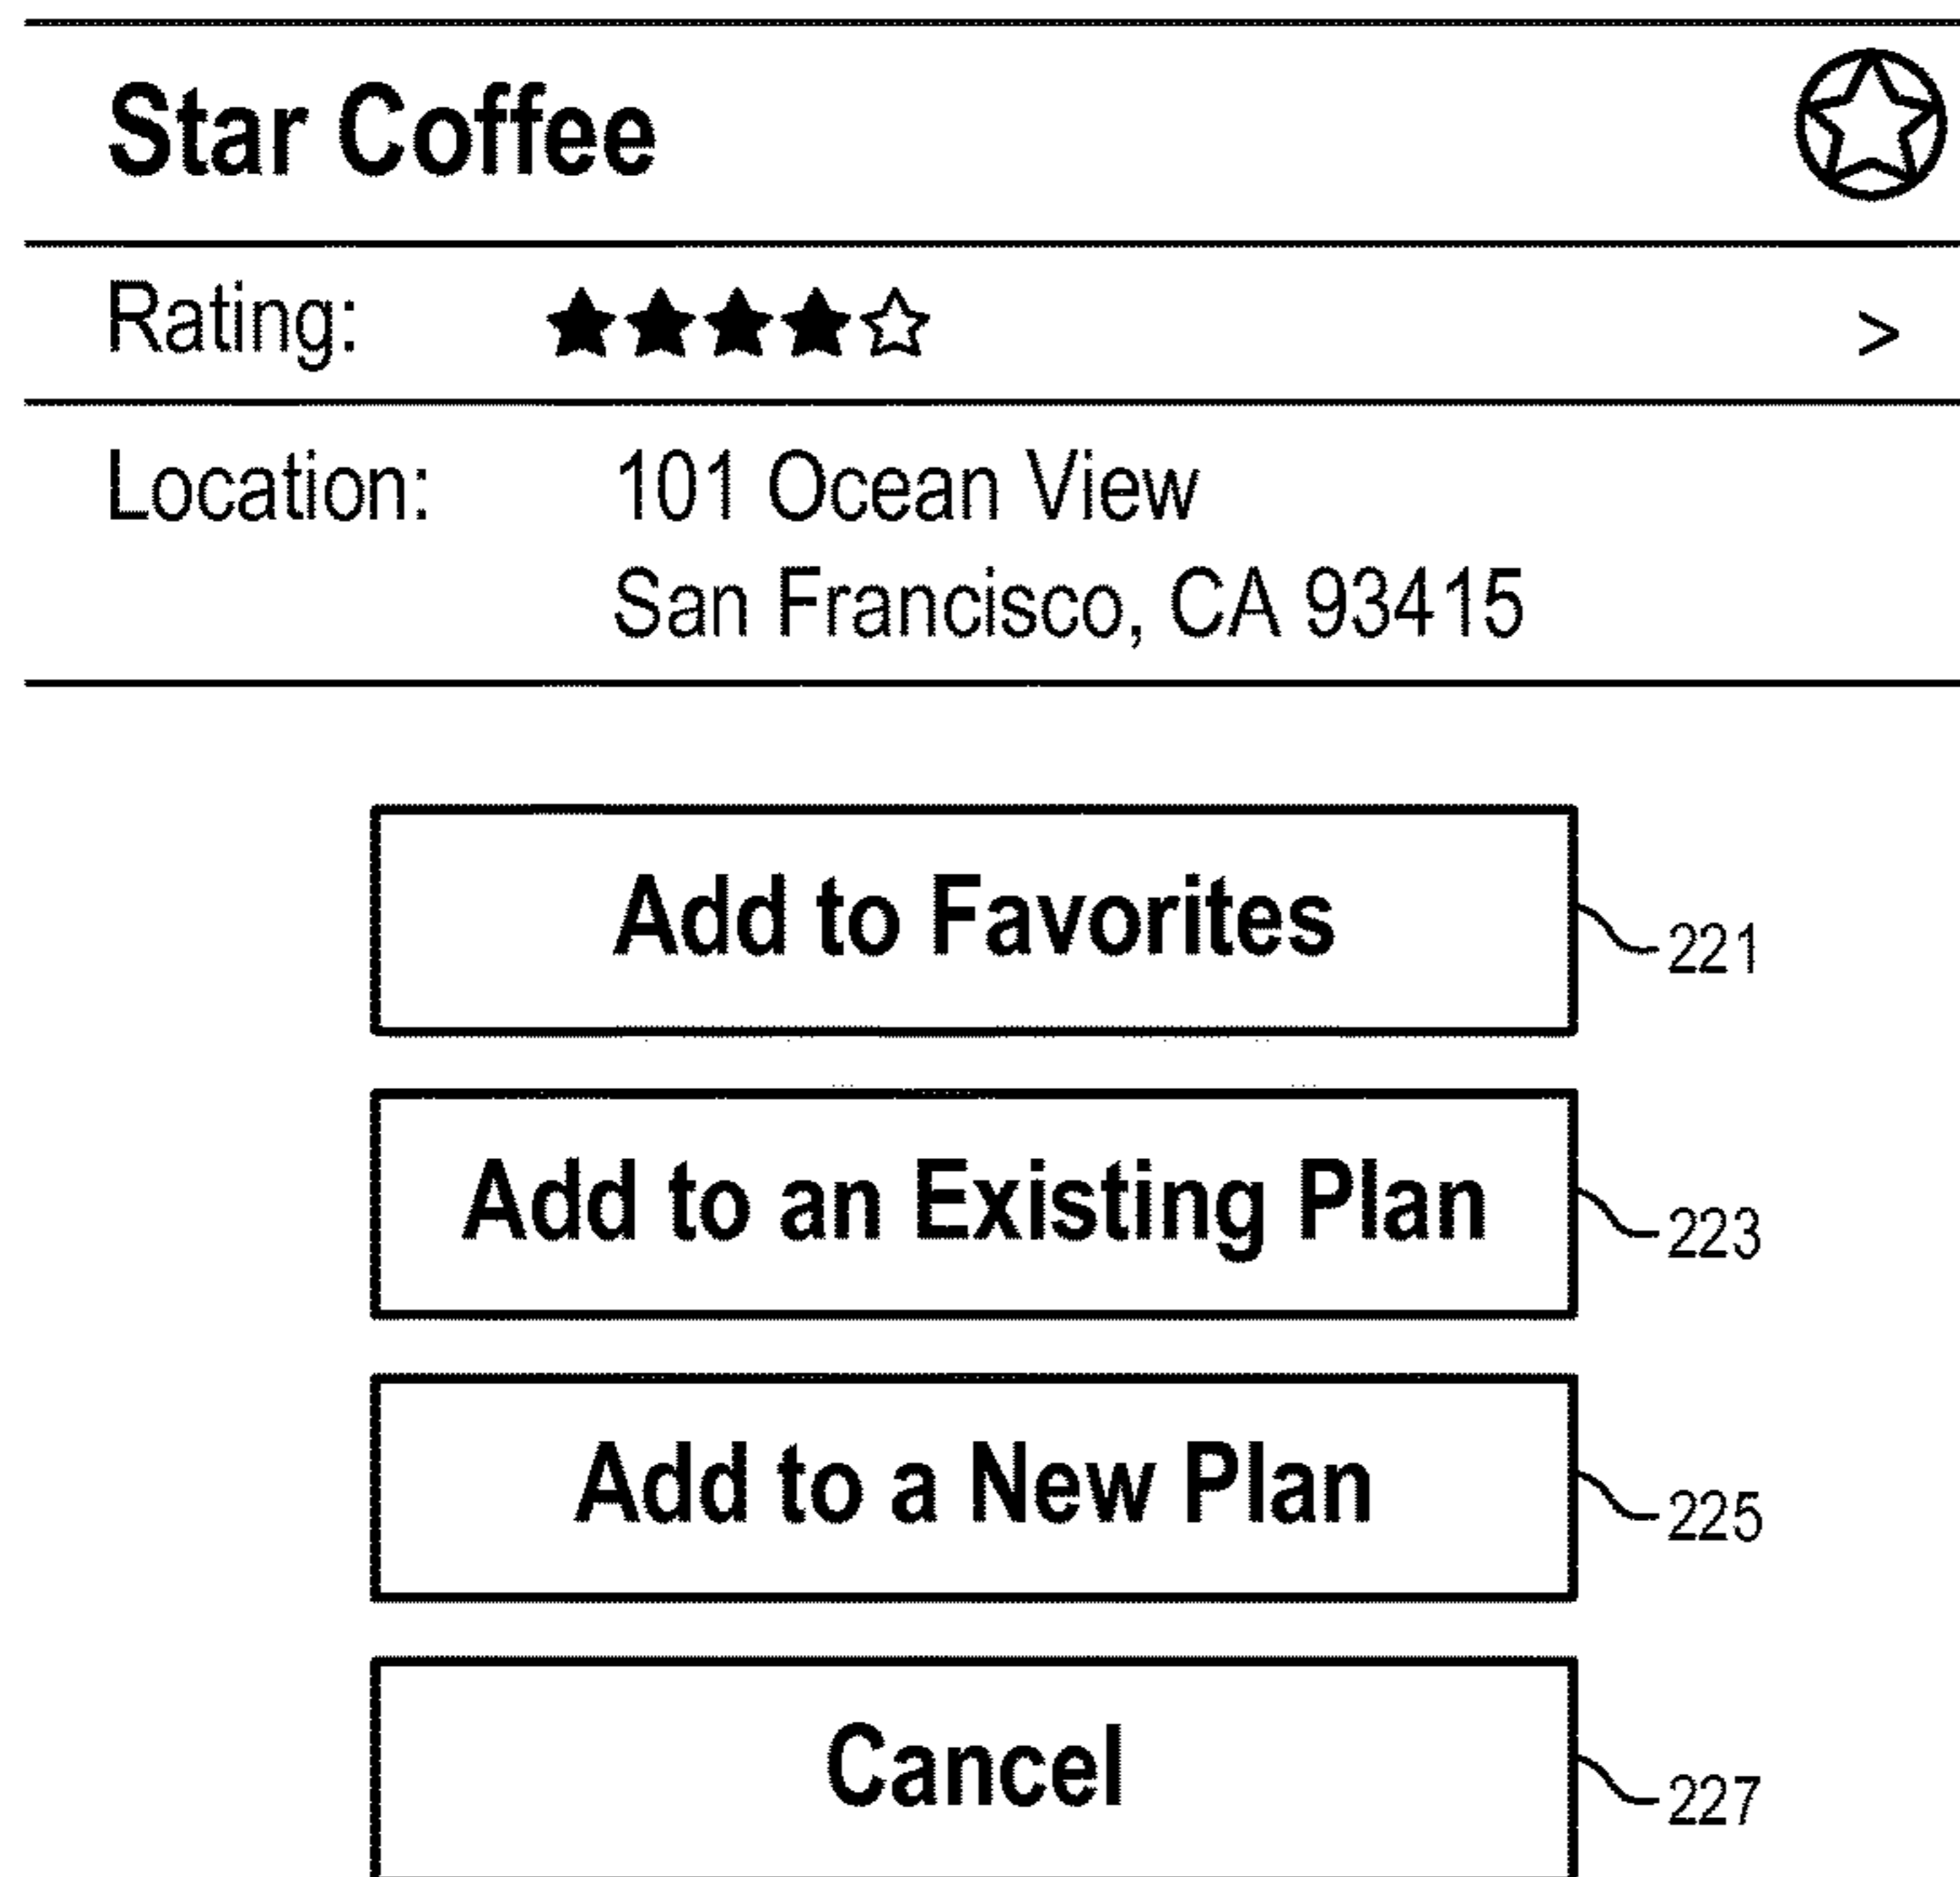 Star Coffee
Rating: ★★★★☆ >
Location: 101 Ocean View
San Francisco, CA 93415
Add to Favorites
221
Add to an Existing Plan
223
Add to a New Plan
225
Cancel
227